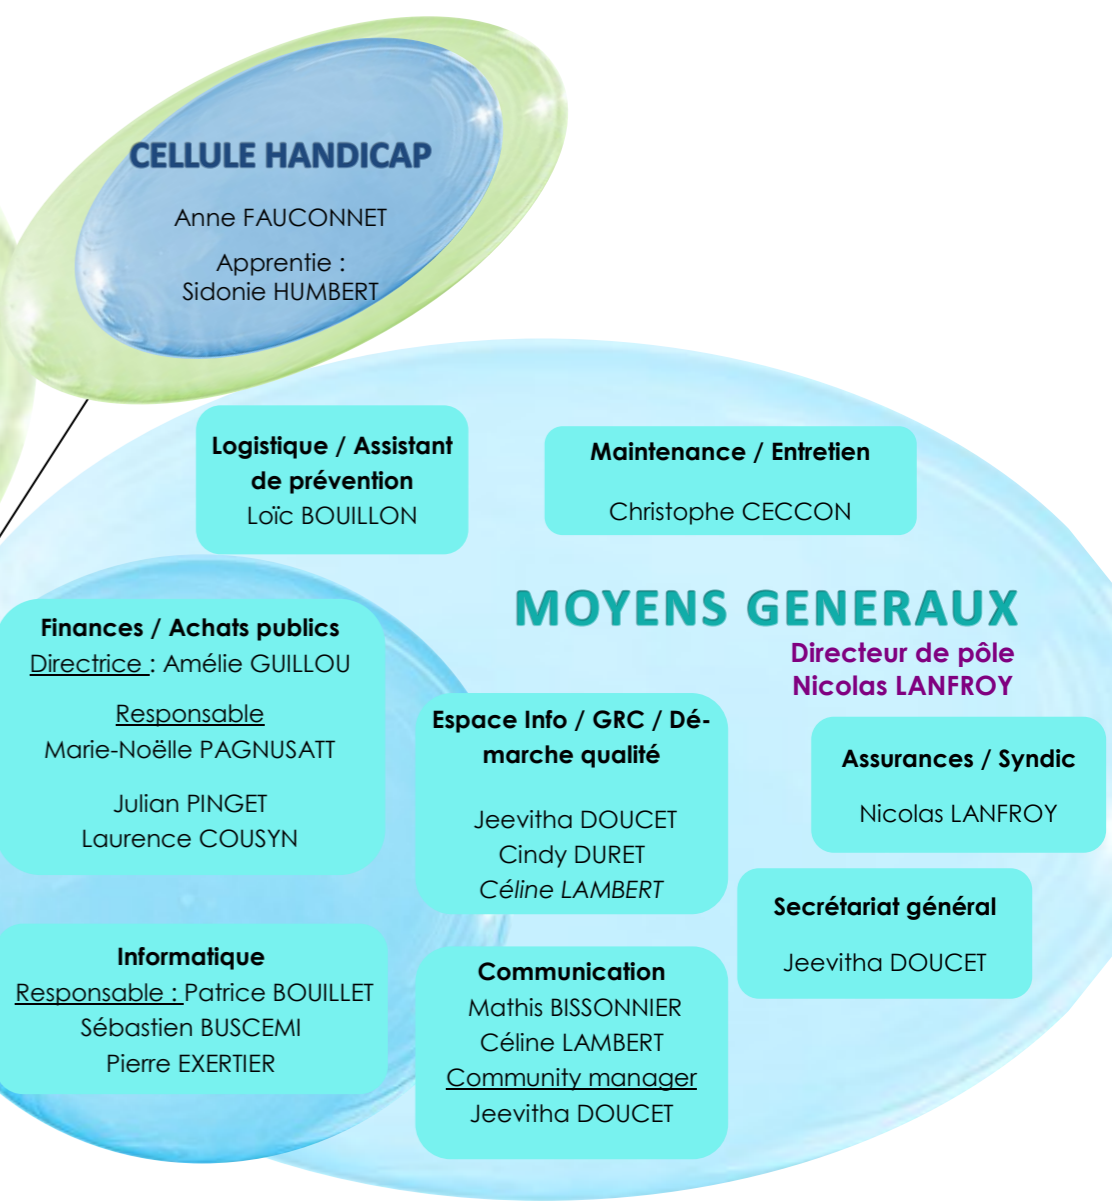 CELLULE HANDICAP
Anne FAUCONNET
Apprentie :
Sidonie HUMBERT
Logistique / Assistant
de prévention
Loïc BOUILLON
Maintenance / Entretien
Christophe CECCON
MOYENS GENERAUX
Directeur de pôle
Nicolas LANFROY
Finances / Achats publics
Directrice : Amélie GUILLOU
Responsable
Marie-Noëlle PAGNUSATT
Julian PINGET
Laurence COUSYN
Espace Info / GRC / Dé-
marche qualité
Jeevitha DOUCET
Cindy DURET
Céline LAMBERT
Assurances / Syndic
Nicolas LANFROY
Secrétariat général
Jeevitha DOUCET
Informatique
Responsable : Patrice BOUILLET
Sébastien BUSCEMI
Pierre EXERTIER
Communication
Mathis BISSONNIER
Céline LAMBERT
Community manager
Jeevitha DOUCET